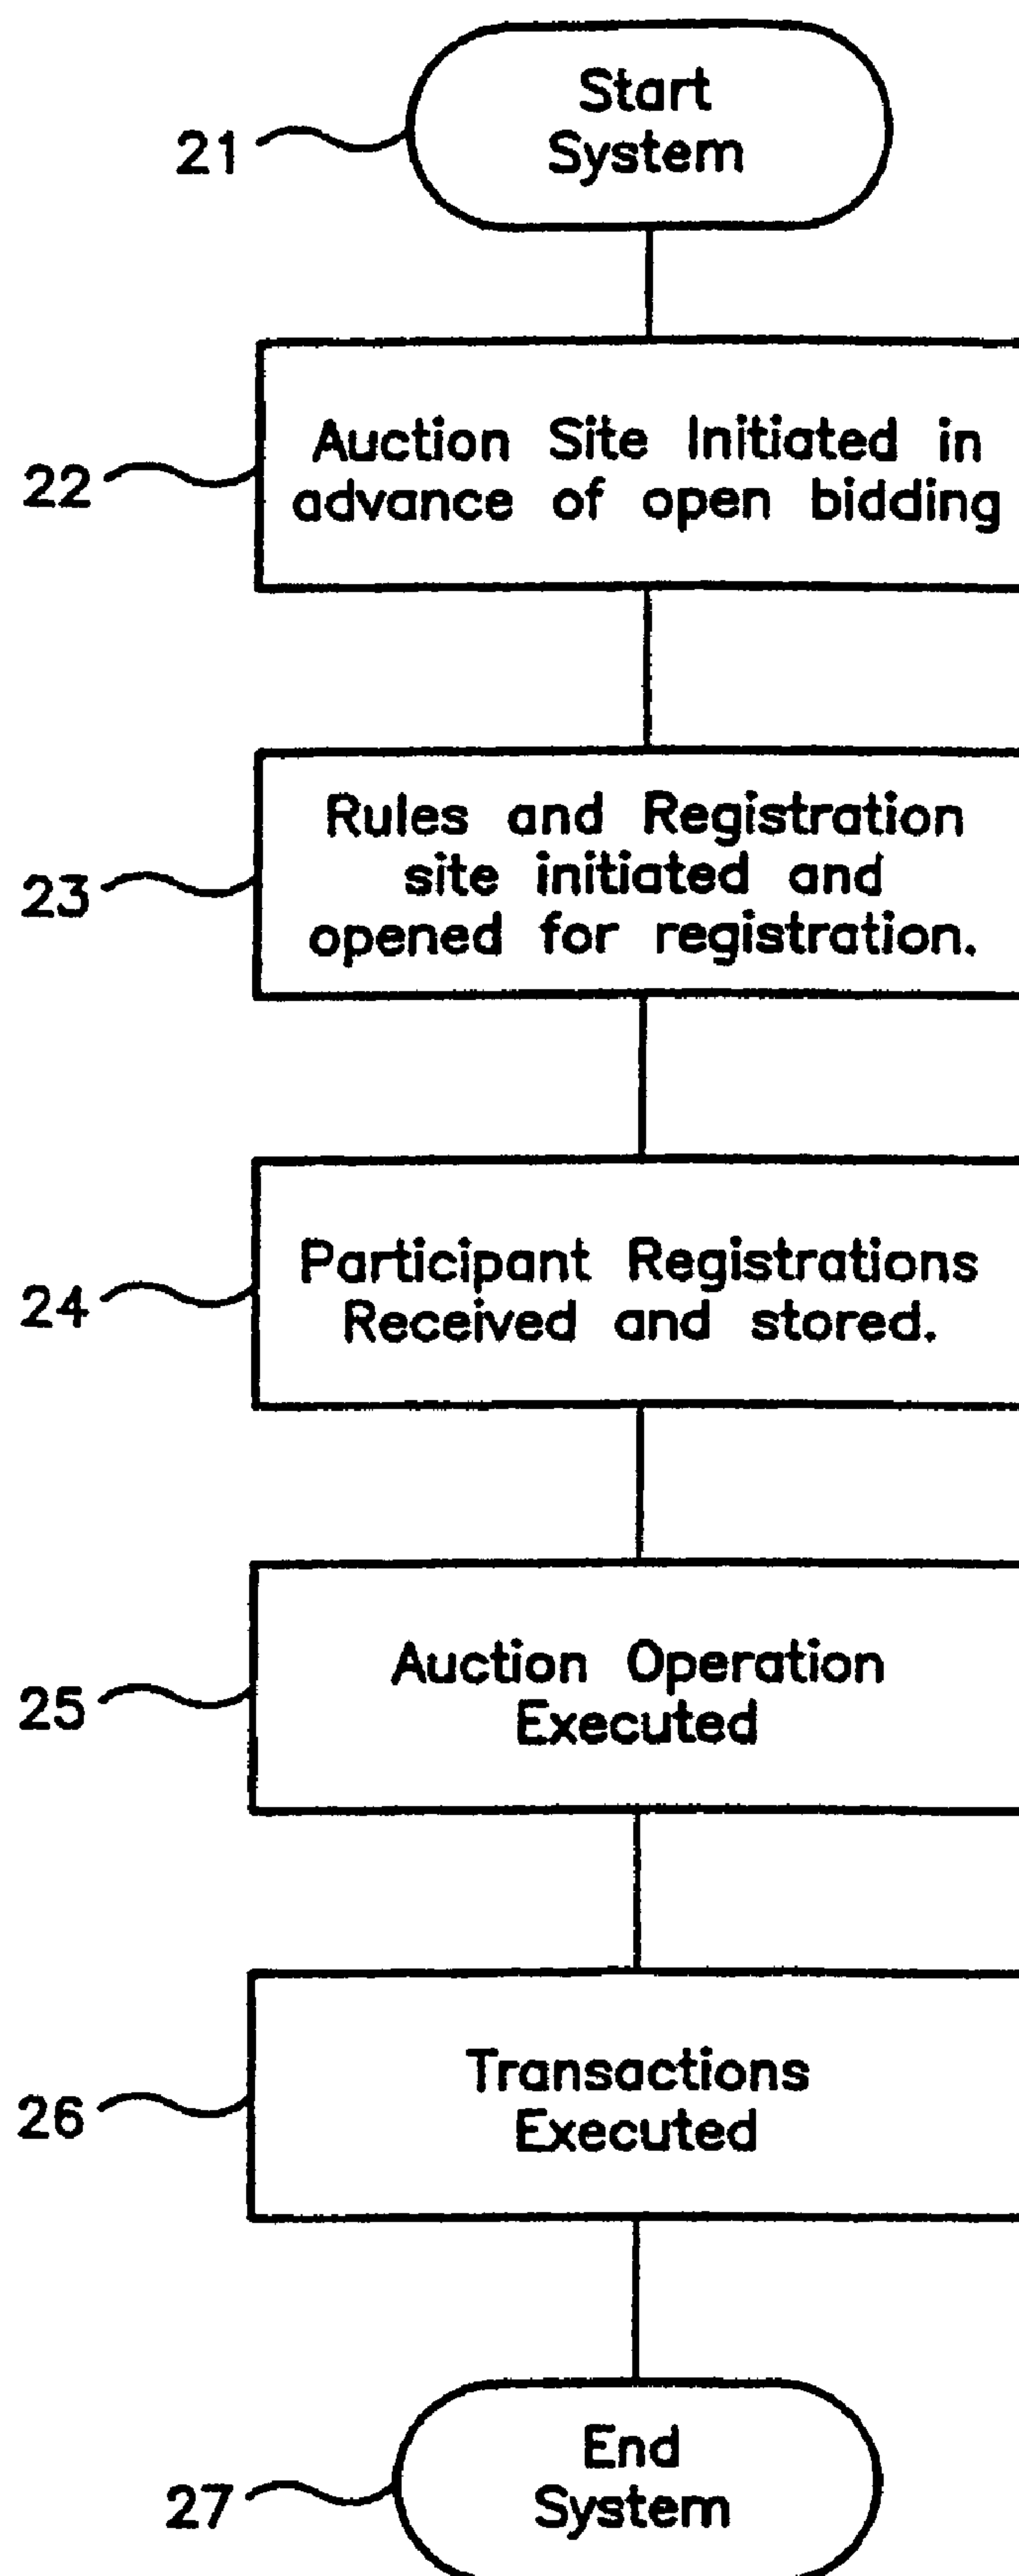 Start
System
21
Auction Site Initiated in
advance of open bidding
22
Rules and Registration
site initiated and
opened for registration.
23
Participant Registrations
Received and stored.
24
Auction Operation
Executed
25
Transactions
Executed
26
End
System
27